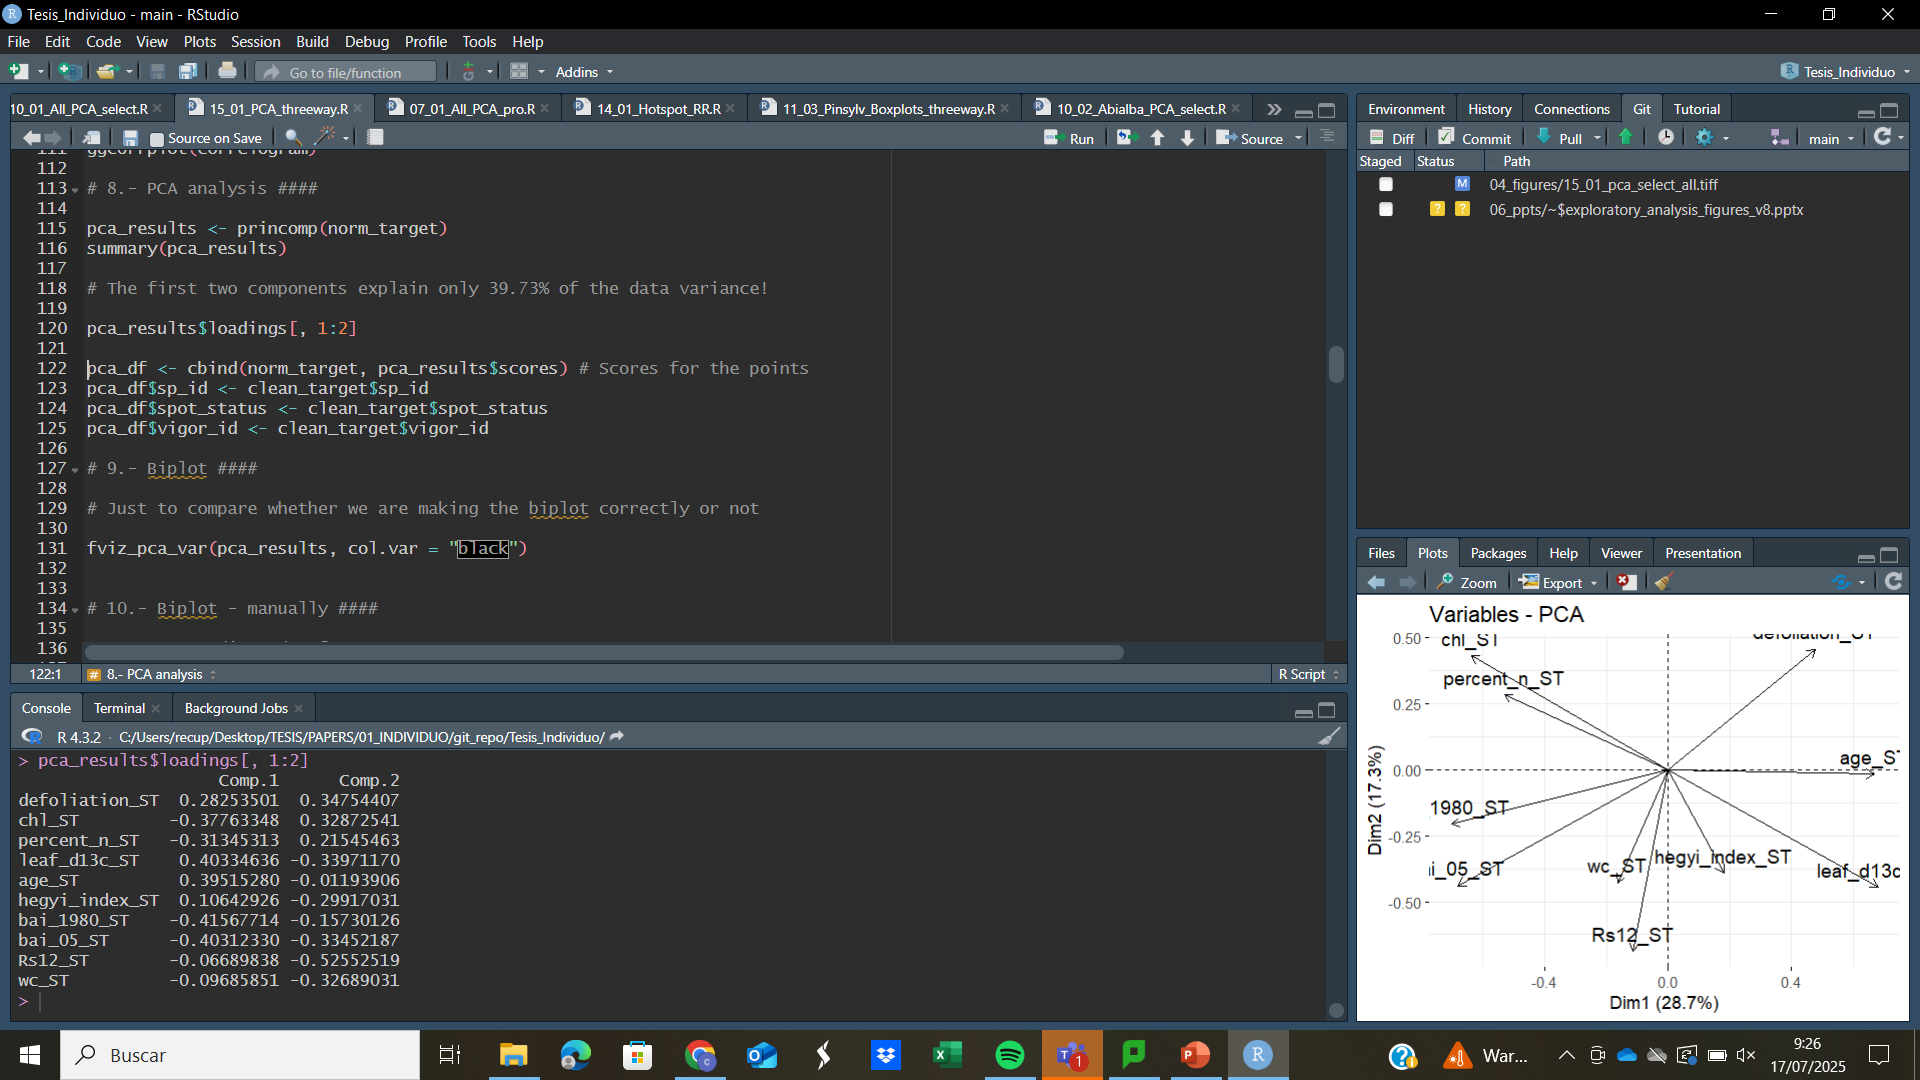 Tesis_Individuo - main - RStudio
File Edit Code View Plots Session Build Debug Profile Tools Help
Go to file/function Addins Tesis_Individuo
10_01_All_PCA_select.R 15_01_PCA_threeway.R 07_01_All_PCA_pro.R 14_01_Hotspot_RR.R 11_03_Pinsylv_Boxplots_threeway.R 10_02_Abialba_PCA_select.R
Source on Save Run Source
111 ggcorrplot(correlogram)
112
113 # 8.- PCA analysis ####
114
115 pca_results <- princomp(norm_target)
116 summary(pca_results)
117
118 # The first two components explain only 39.73% of the data variance!
119
120 pca_results$loadings[, 1:2]
121
122 pca_df <- cbind(norm_target, pca_results$scores) # Scores for the points
123 pca_df$sp_id <- clean_target$sp_id
124 pca_df$spot_status <- clean_target$spot_status
125 pca_df$vigor_id <- clean_target$vigor_id
126
127 # 9.- Biplot ####
128
129 # Just to compare whether we are making the biplot correctly or not
130
131 fviz_pca_var(pca_results, col.var = "black")
132
133
134 # 10.- Biplot - manually ####
135
136
122:1 # 8.- PCA analysis R Script
Console Terminal Background Jobs
R 4.3.2 · C:/Users/recup/Desktop/TESIS/PAPERS/01_INDIVIDUO/git_repo/Tesis_Individuo/
> pca_results$loadings[, 1:2]
Comp.1 Comp.2
defoliation_ST 0.28253501 0.34754407
chl_ST -0.37763348 0.32872541
percent_n_ST -0.31345313 0.21545463
leaf_d13c_ST 0.40334636 -0.33971170
age_ST 0.39515280 -0.01193906
hegyi_index_ST 0.10642926 -0.29917031
bai_1980_ST -0.41567714 -0.15730126
bai_05_ST -0.40312330 -0.33452187
Rs12_ST -0.06689838 -0.52552519
wc_ST -0.09685851 -0.32689031
>
Environment History Connections Git Tutorial
Diff Commit Pull main
Staged Status Path
M 04_figures/15_01_pca_select_all.tiff
? ? 06_ppts/~$exploratory_analysis_figures_v8.pptx
Files Plots Packages Help Viewer Presentation
Zoom Export
Variables - PCA
0.50
0.25
0.00
-0.25
-0.50
Dim2 (17.3%)
chl_ST
defoliation_ST
percent_n_ST
age_ST
1980_ST
i_05_ST
wc_ST
hegyi_index_ST
leaf_d13c
Rs12_ST
-0.4 0.0 0.4
Dim1 (28.7%)
Buscar
1
War...
9:26
17/07/2025